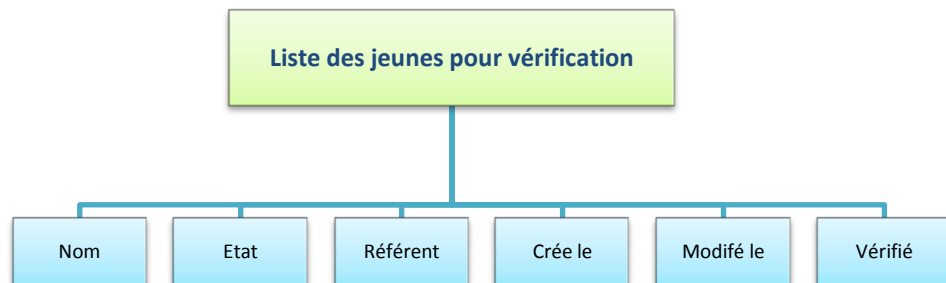 Liste des jeunes pour vérification
Nom
Etat
Référent
Crée le
Modifé le
Vérifié